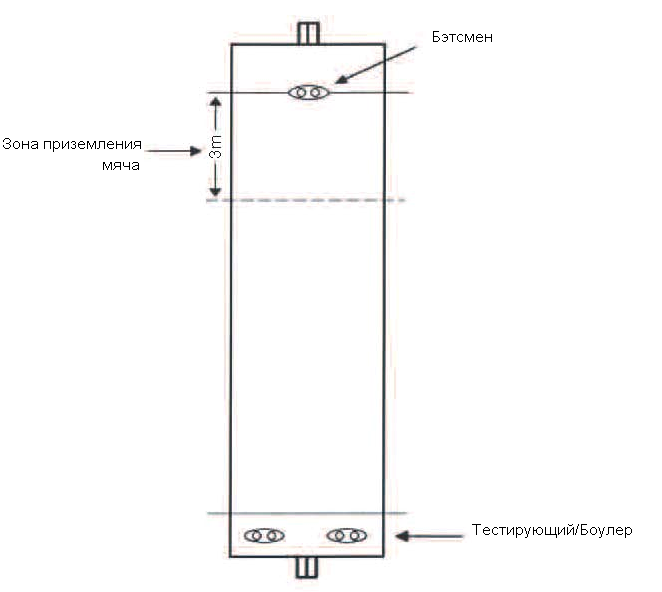 Бэтсмен
Зона приземления
мяча
3m
Тестирующий/Боулер